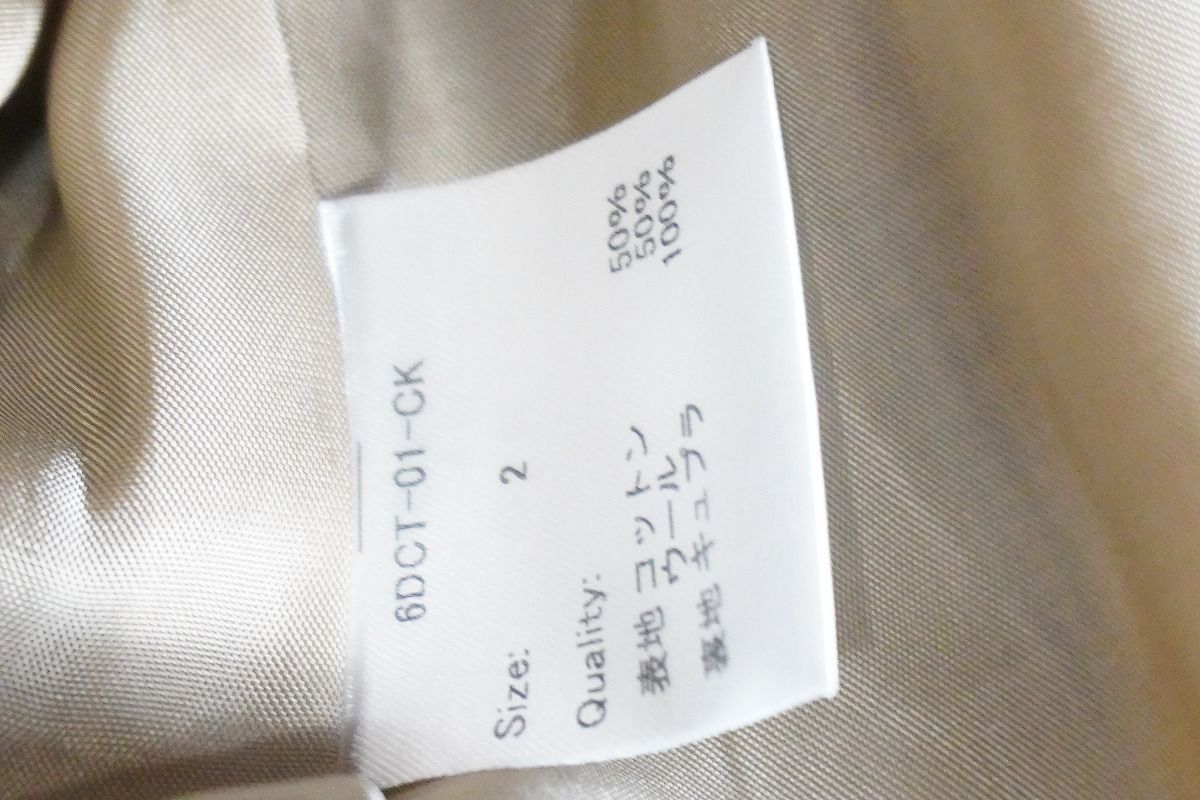 6DCT-01-CK
Size: 2
Quality:
表地 コットン 50%
ウール 50%
裏地 キュプラ 100%